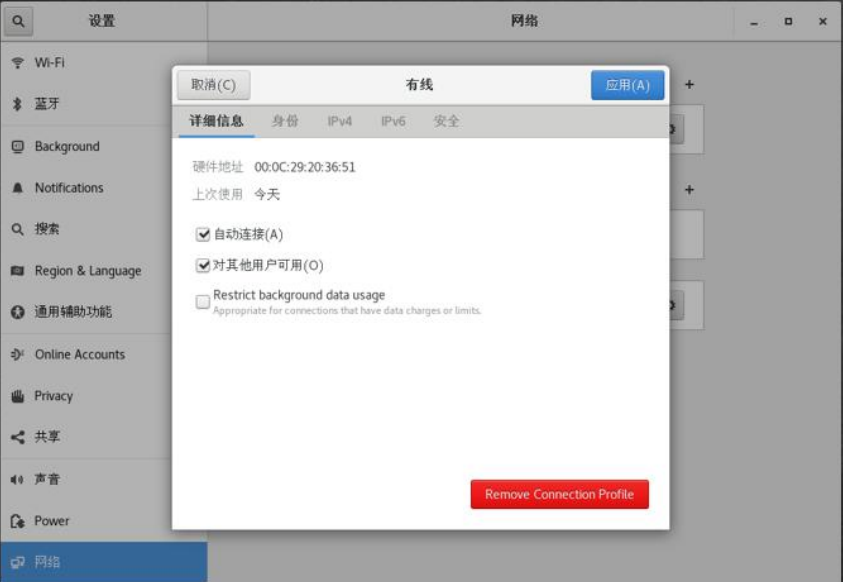 设置
网络
Wi-Fi
蓝牙
Background
Notifications
搜索
Region & Language
通用辅助功能
Online Accounts
Privacy
共享
声音
Power
网络
取消(C)
有线
应用(A)
详细信息 身份 IPv4 IPv6 安全
硬件地址 00:0C:29:20:36:51
上次使用 今天
自动连接(A)
对其他用户可用(O)
Restrict background data usage
Appropriate for connections that have data charges or limits.
Remove Connection Profile